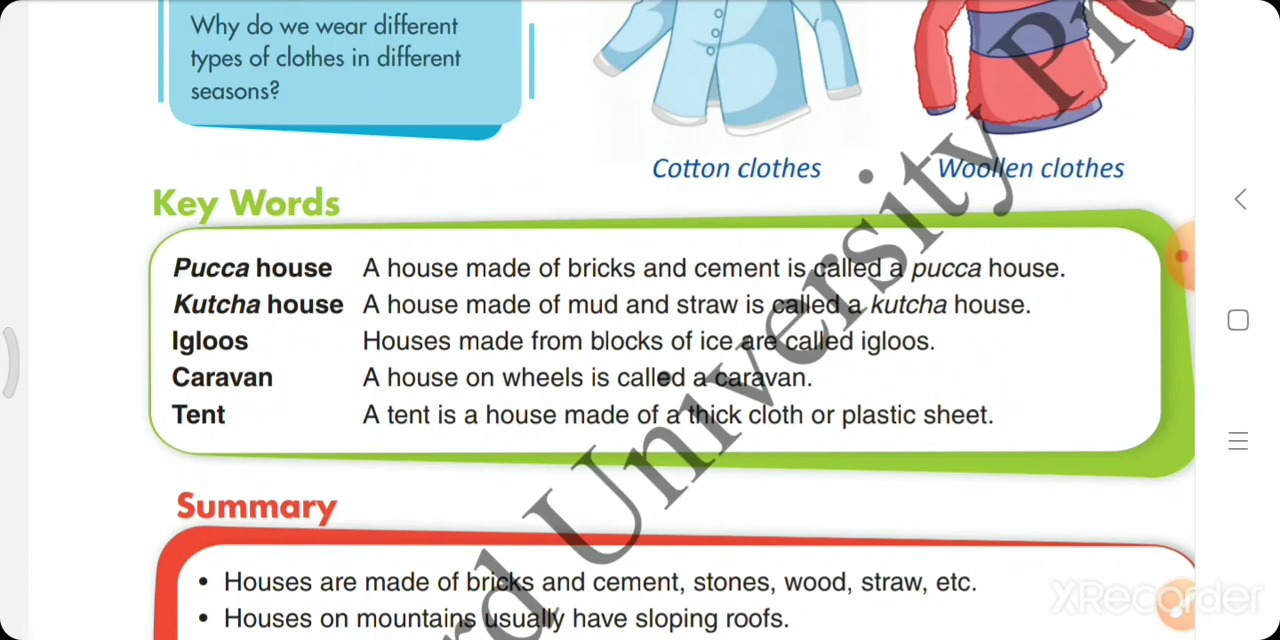 Why do we wear different
types of clothes in different
seasons?
Cotton clothes
Woollen clothes
Key Words
Pucca house A house made of bricks and cement is called a pucca house.
Kutcha house A house made of mud and straw is called a kutcha house.
Igloos Houses made from blocks of ice are called igloos.
Caravan A house on wheels is called a caravan.
Tent A tent is a house made of a thick cloth or plastic sheet.
Summary
• Houses are made of bricks and cement, stones, wood, straw, etc.
• Houses on mountains usually have sloping roofs.
University
XRecorder